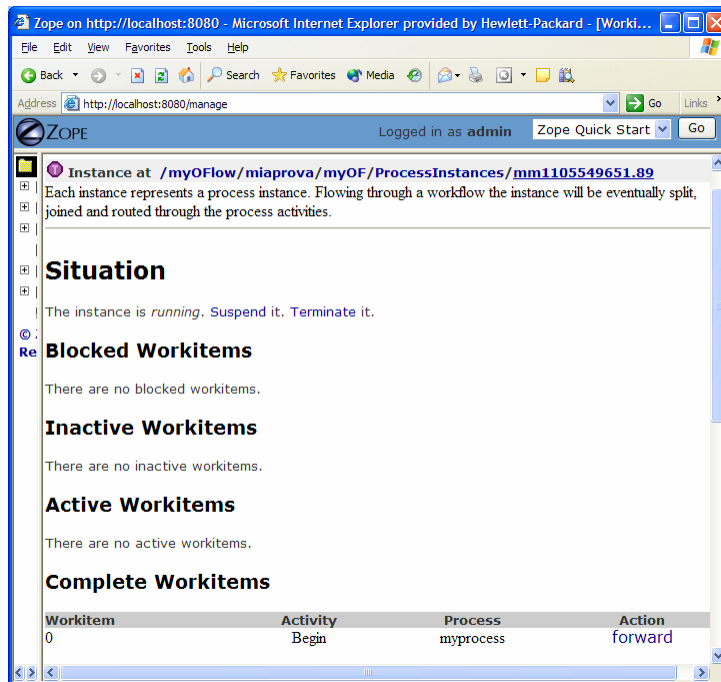 Zope on http://localhost:8080 - Microsoft Internet Explorer provided by Hewlett-Packard - [Worki...
File Edit View Favorites Tools Help
Back Search Favorites Media
Address http://localhost:8080/manage Go Links
ZOPE Logged in as admin Zope Quick Start Go
Instance at /myOFlow/miaprova/myOF/ProcessInstances/mm1105549651.89
Each instance represents a process instance. Flowing through a workflow the instance will be eventually split,
joined and routed through the process activities.
Situation
The instance is running. Suspend it. Terminate it.
©
Re
Blocked Workitems
There are no blocked workitems.
Inactive Workitems
There are no inactive workitems.
Active Workitems
There are no active workitems.
Complete Workitems
Workitem Activity Process Action
0 Begin myprocess forward